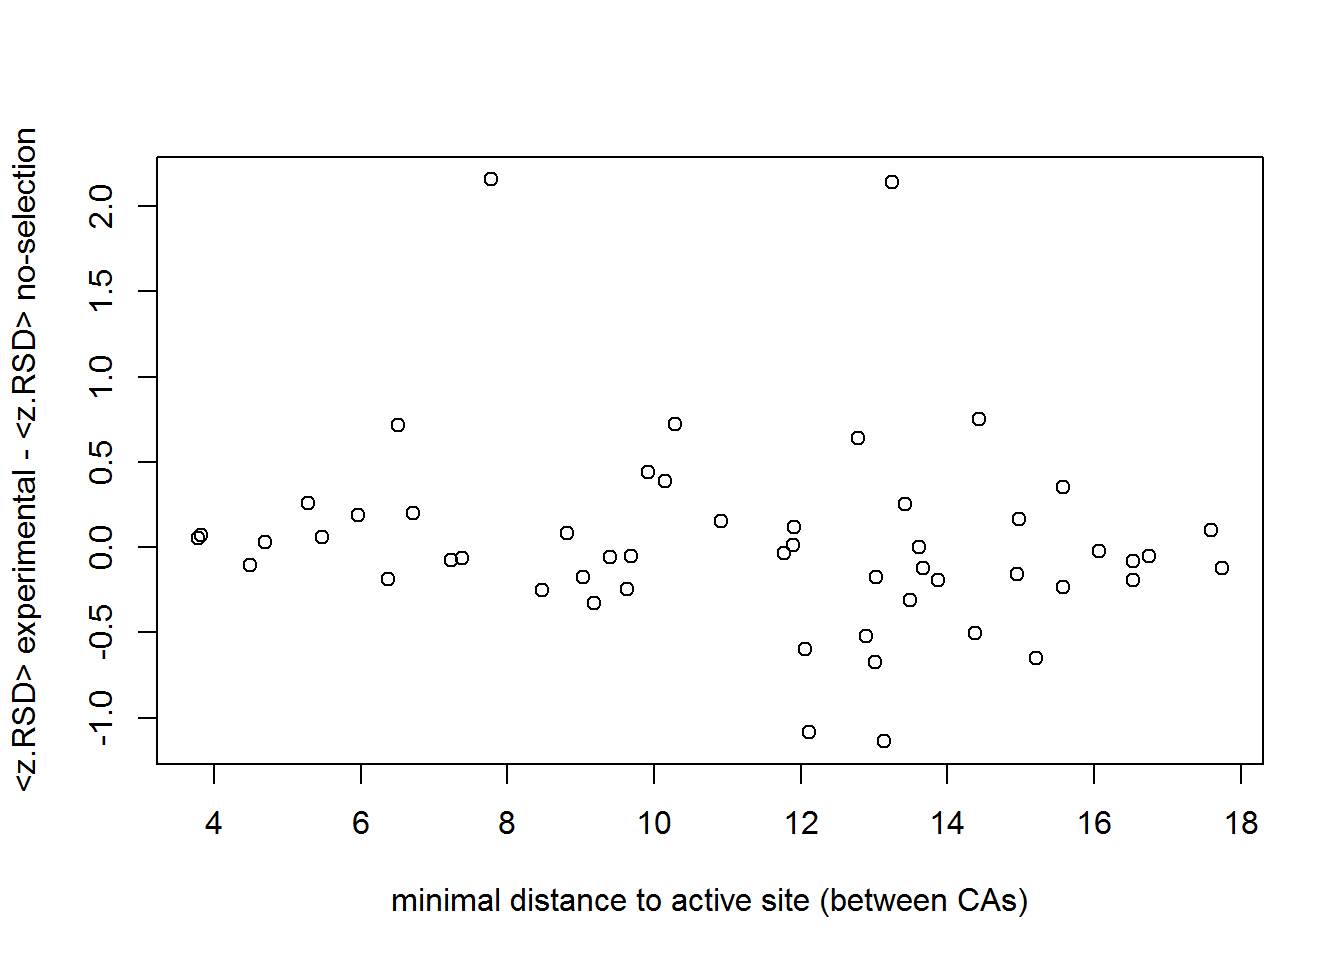 <z.RSD> experimental - <z.RSD> no-selection
2.0
1.5
1.0
0.5
0.0
-0.5
-1.0
4 6 8 10 12 14 16 18
minimal distance to active site (between CAs)